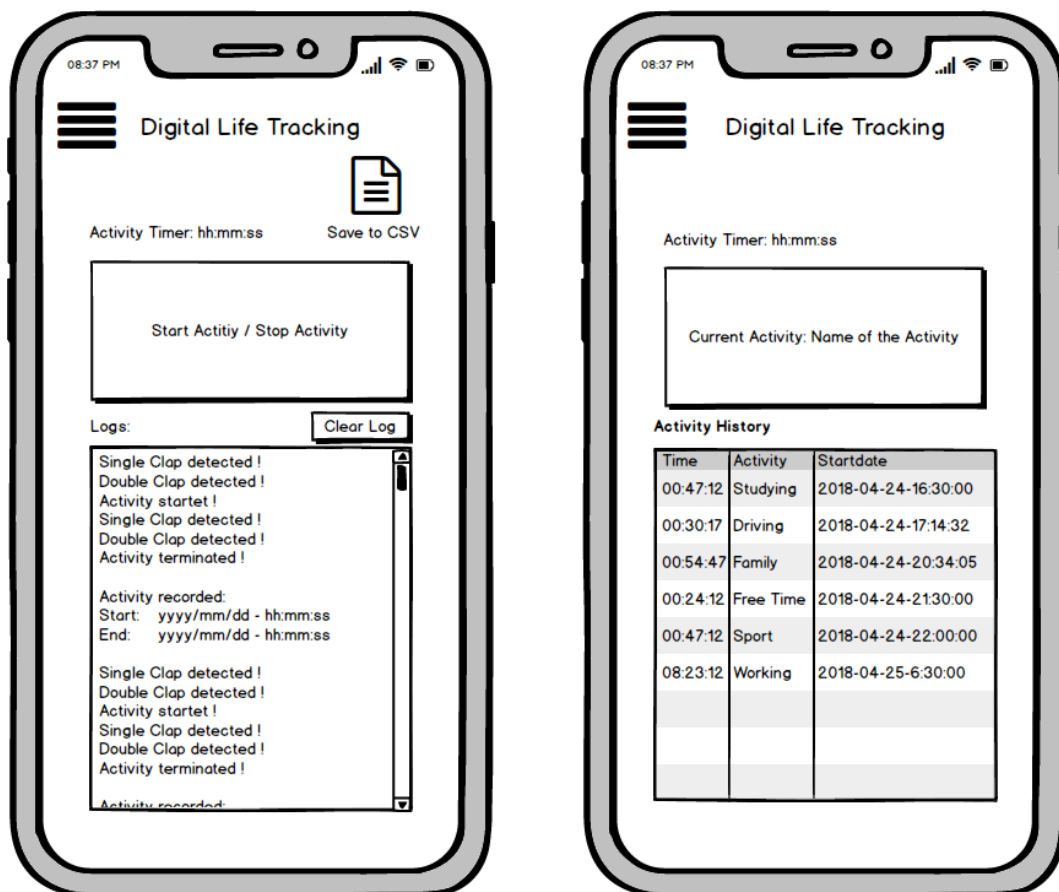 08:37 PM
Digital Life Tracking
Activity Timer: hh:mm:ss
Save to CSV
Start Actitiy / Stop Activity
Logs:
Clear Log
Single Clap detected !
Double Clap detected !
Activity startet !
Single Clap detected !
Double Clap detected !
Activity terminated !
Activity recorded:
Start: yyyy/mm/dd - hh:mm:ss
End: yyyy/mm/dd - hh:mm:ss
Single Clap detected !
Double Clap detected !
Activity startet !
Single Clap detected !
Double Clap detected !
Activity terminated !
Activity recorded:
08:37 PM
Digital Life Tracking
Activity Timer: hh:mm:ss
Current Activity: Name of the Activity
Activity History
Time Activity Startdate
00:47:12 Studying 2018-04-24-16:30:00
00:30:17 Driving 2018-04-24-17:14:32
00:54:47 Family 2018-04-24-20:34:05
00:24:12 Free Time 2018-04-24-21:30:00
00:47:12 Sport 2018-04-24-22:00:00
08:23:12 Working 2018-04-25-6:30:00